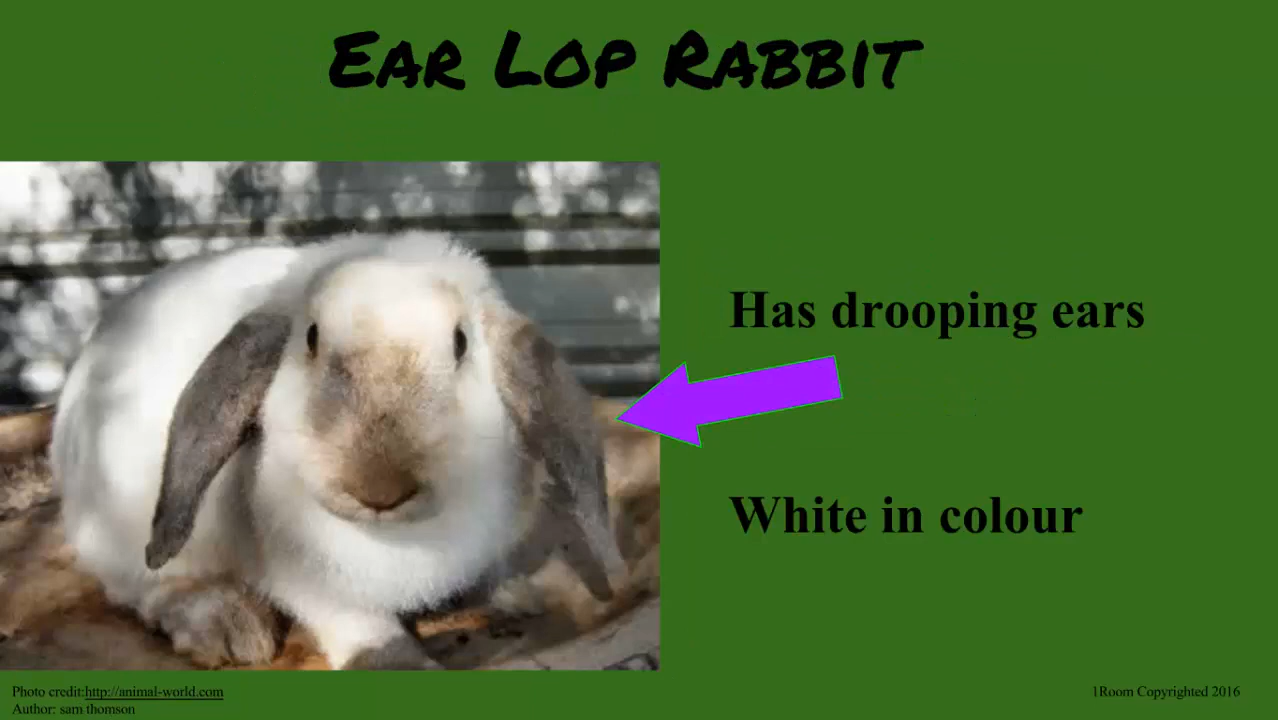 Ear Lop Rabbit
Has drooping ears
White in colour
Photo credit:http://animal-world.com
Author: sam thomson
1Room Copyrighted 2016